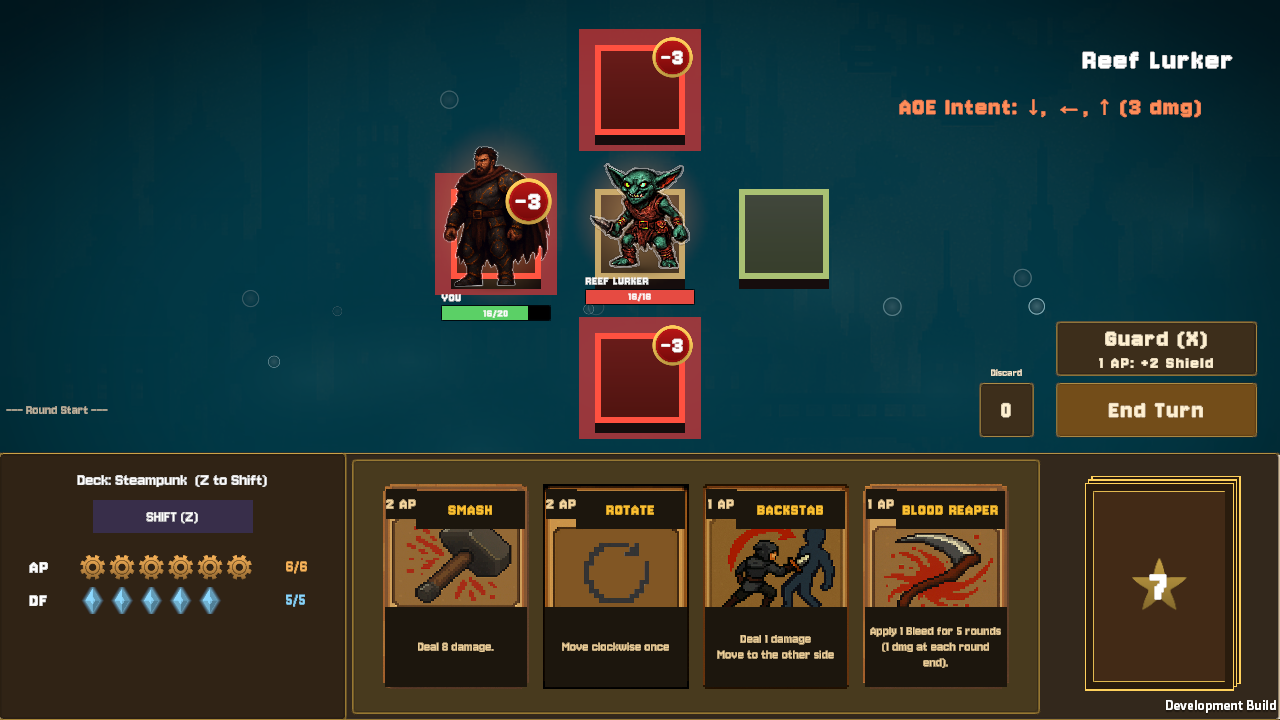 -3
Reef Lurker
AOE Intent: ↓, ←, ↑ (3 dmg)
-3
REEF LURKER
16/16
YOU
16/20
-3
Guard (X)
1 AP: +2 Shield
Discard
0
End Turn
--- Round Start ---
Deck: Steampunk (Z to Shift)
SHIFT (Z)
AP
6/6
DF
5/5
2 AP
SMASH
Deal 8 damage.
2 AP
ROTATE
Move clockwise once
1 AP
BACKSTAB
Deal 1 damage
Move to the other side
1 AP
BLOOD REAPER
Apply 1 Bleed for 5 rounds
(1 dmg at each round
end).
7
Development Build